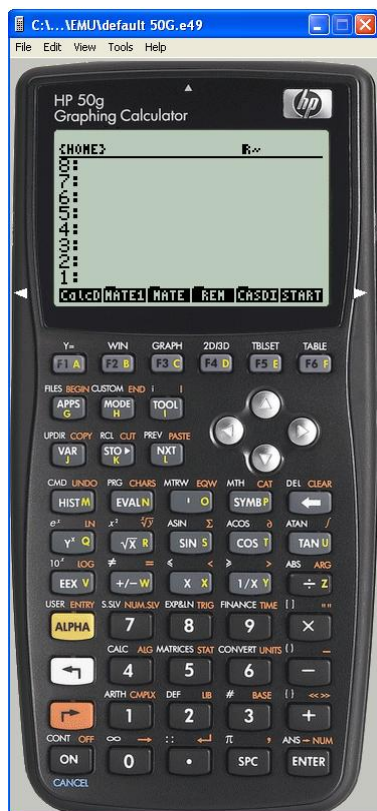 C:\...\EMU\default 50G.e49
File Edit View Tools Help
HP 50g
Graphing Calculator
hp
{HOME} R~
8:
7:
6:
5:
4:
3:
2:
1:
CalcD MATE1 MATE REM CASDI START
Y= WIN GRAPH 2D/3D TBLSET TABLE
F1 A F2 B F3 C F4 D F5 E F6 F
FILES BEGIN CUSTOM END i |
APPS G MODE H TOOL I
UPDIR COPY RCL CUT PREV PASTE
VAR J STO▶ K NXT L
CMD UNDO PRG CHARS MTRW EQW MTH CAT DEL CLEAR
HIST M EVAL N ' O SYMB P
eˣ LN x² ˣ√y ASIN Σ ACOS ∂ ATAN ∫
Yˣ Q √X R SIN S COS T TAN U
10ˣ LOG ≠ = ≤ < ≥ > ABS ARG
EEX V +/− W X X 1/X Y ÷ Z
USER ENTRY S.SLV NUM.SLV EXP&LN TRIG FINANCE TIME [ ] " "
ALPHA 7 8 9 ×
CALC ALG MATRICES STAT CONVERT UNITS ( ) _
4 5 6 −
ARITH CMPLX DEF LIB # BASE { } « »
1 2 3 +
CONT OFF ∞ → : : ↵ π , ANS →NUM
ON 0 . SPC ENTER
CANCEL